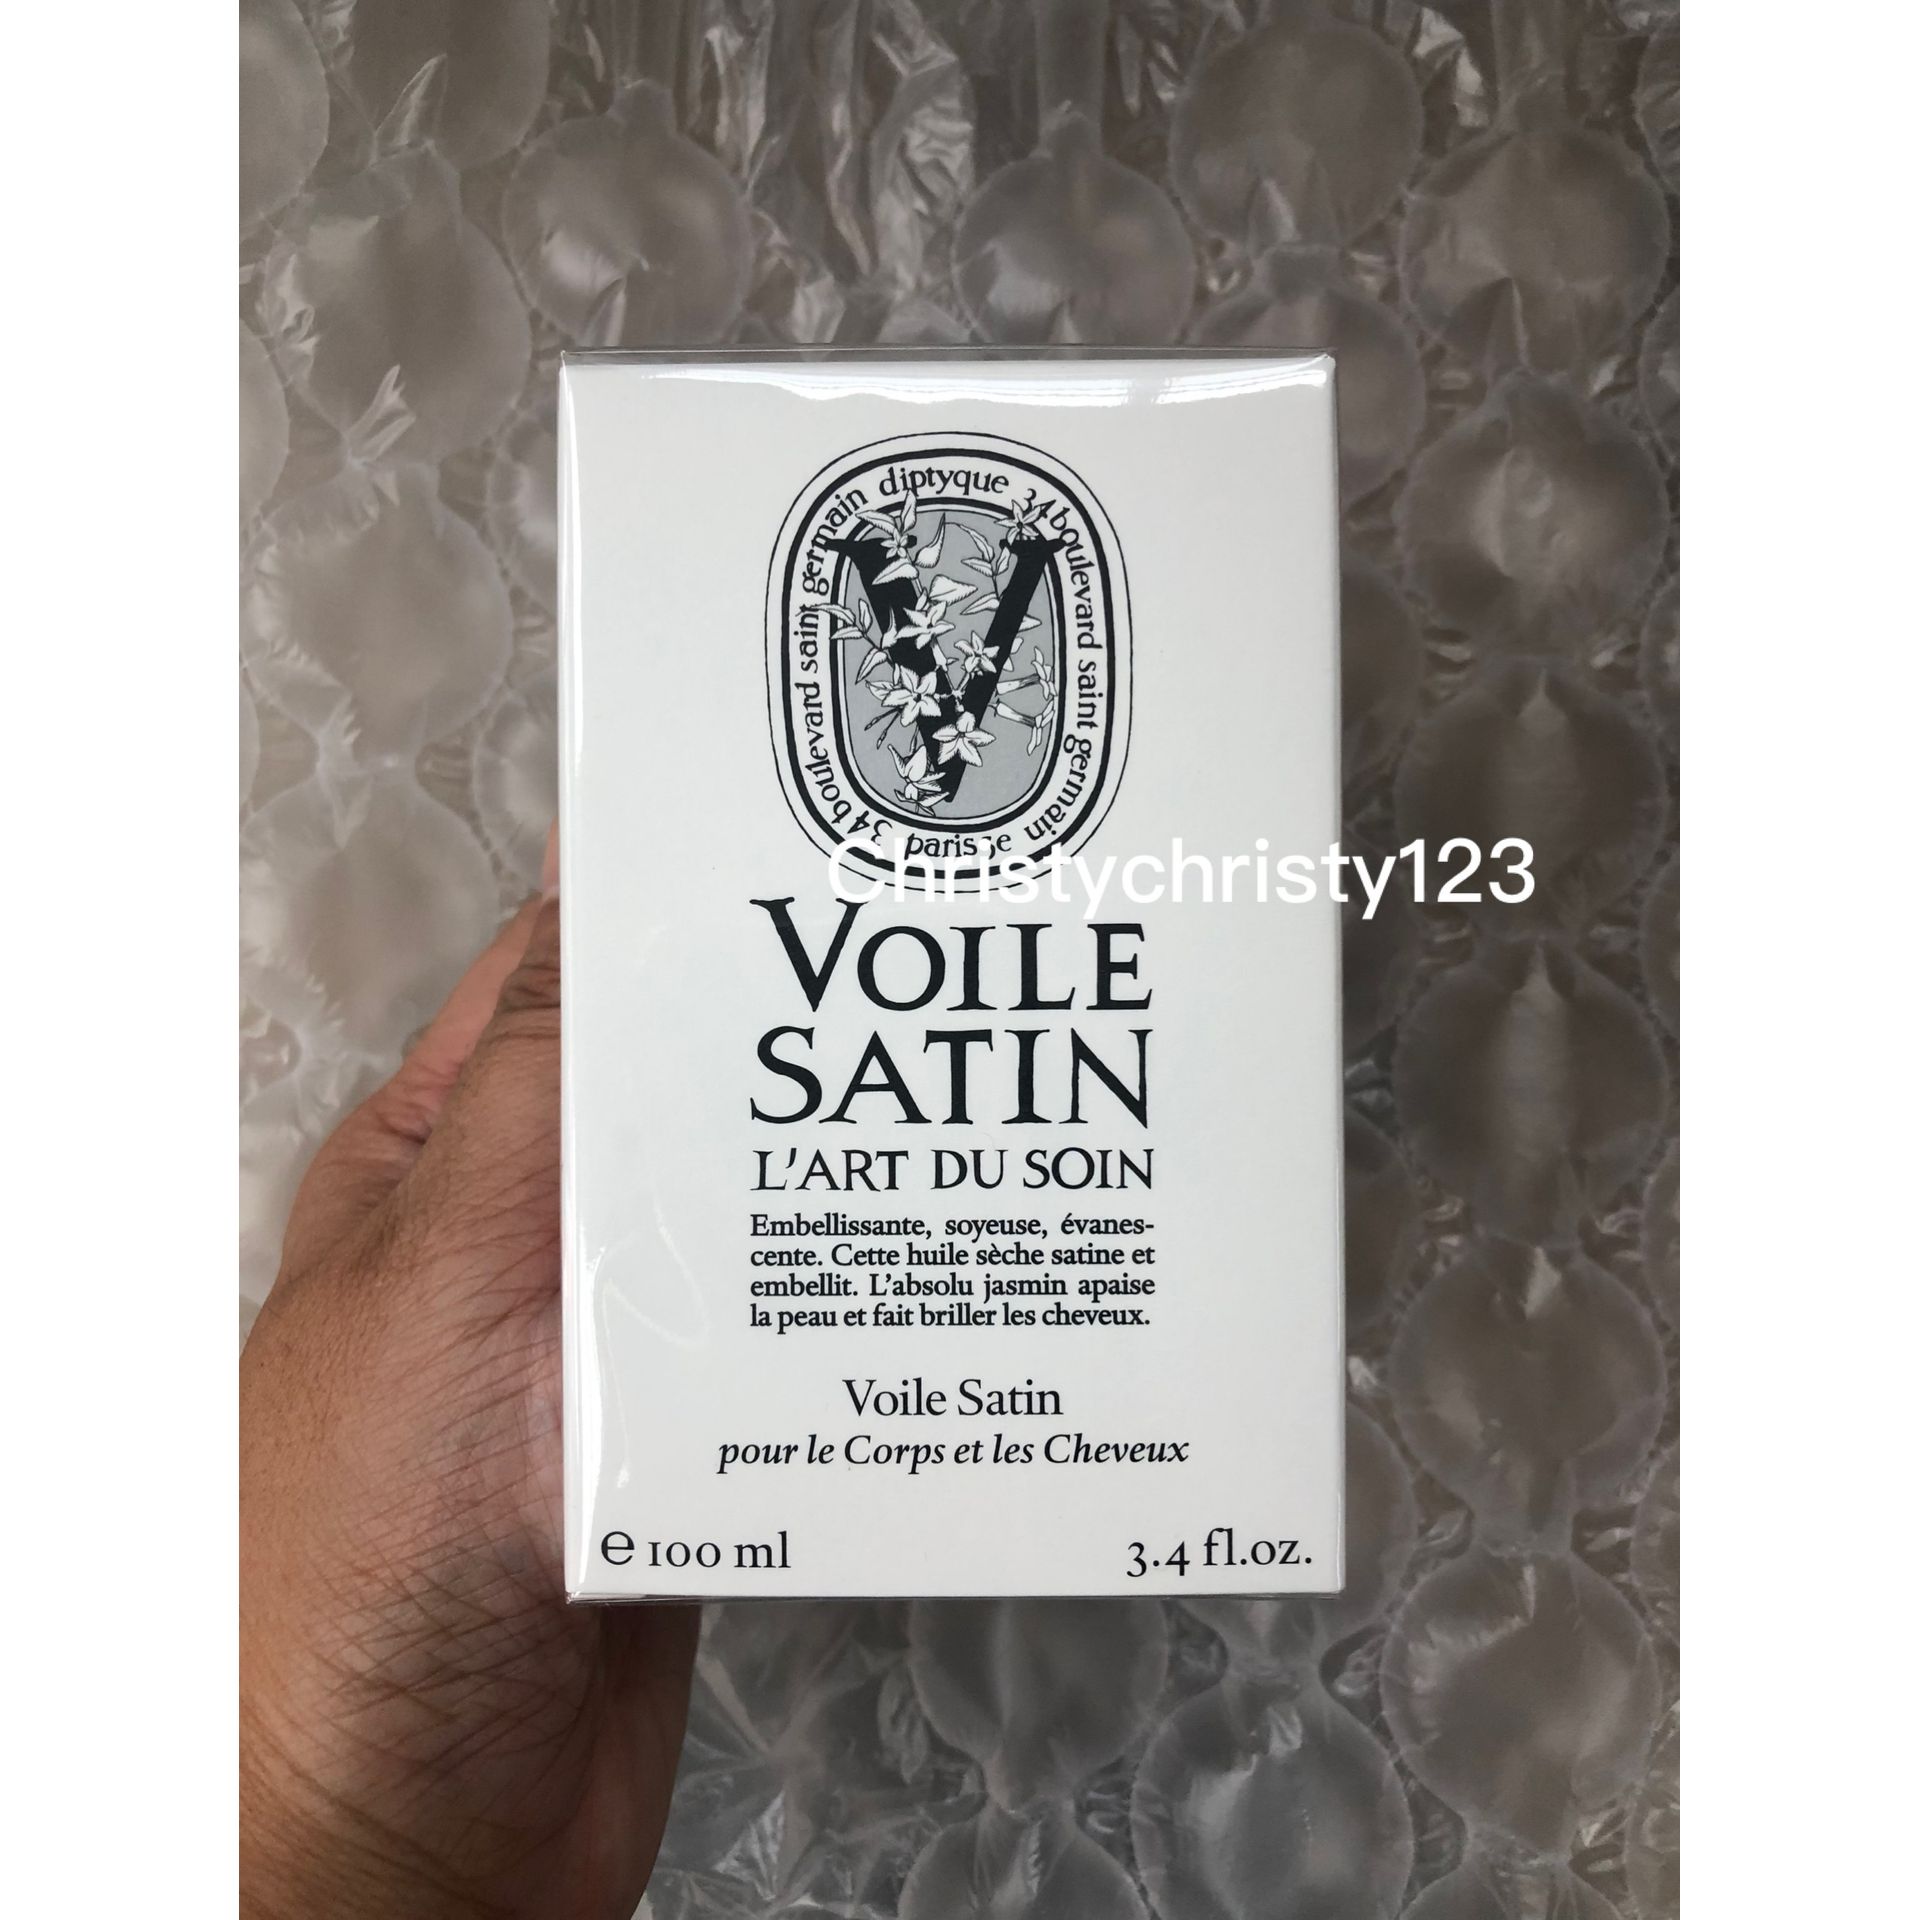 diptyque 34 boulevard saint germain
paris5e
34 boulevard saint germain
Christychristy123
VOILE
SATIN
L'ART DU SOIN
Embellissante, soyeuse, évanes-
cente. Cette huile sèche satine et
embellit. L'absolu jasmin apaise
la peau et fait briller les cheveux.
Voile Satin
pour le Corps et les Cheveux
e 100 ml
3.4 fl.oz.